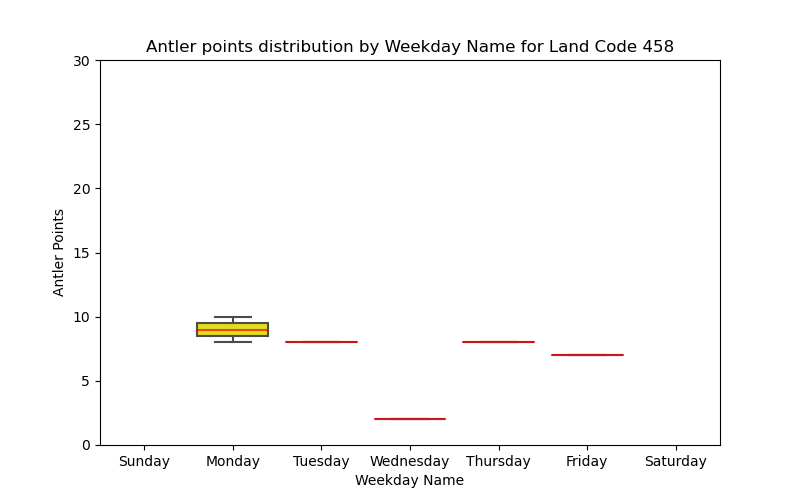 Antler points distribution by Weekday Name for Land Code 458
30
25
20
15
10
5
0
Antler Points
Sunday Monday Tuesday Wednesday Thursday Friday Saturday
Weekday Name